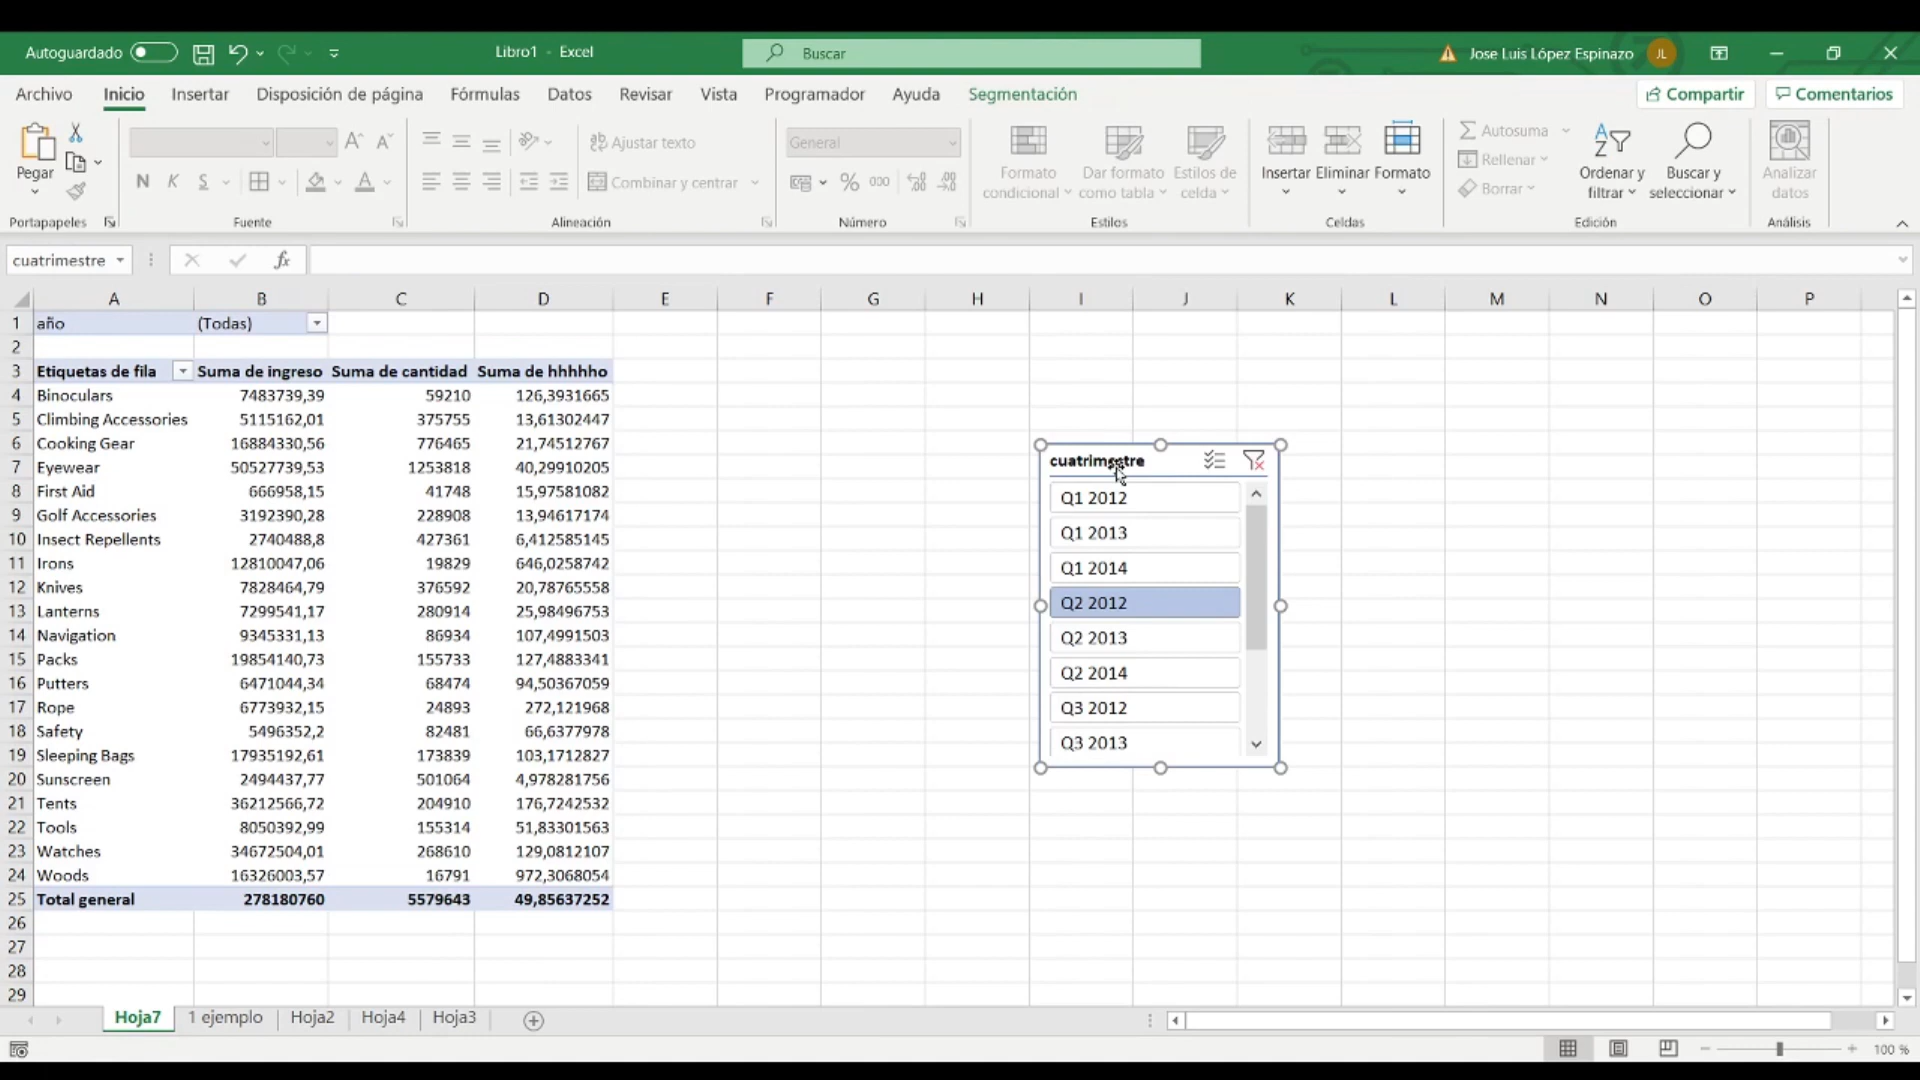 Autoguardado
Libro1 - Excel
Buscar
Jose Luis López Espinazo
JL
Archivo Inicio Insertar Disposición de página Fórmulas Datos Revisar Vista Programador Ayuda Segmentación
Compartir
Comentarios
Pegar
Portapapeles
N K S
A A A
Fuente
Ajustar texto
Combinar y centrar
Alineación
General
% 000
Número
Formato condicional
Dar formato como tabla
Estilos de celda
Estilos
Insertar Eliminar Formato
Celdas
Autosuma
Rellenar
Borrar
Ordenar y filtrar
Buscar y seleccionar
Edición
Analizar datos
Análisis
cuatrimestre
fx
A B C D E F G H I J K L M N O P
1 año (Todas)
2
3 Etiquetas de fila Suma de ingreso Suma de cantidad Suma de hhhhho
4 Binoculars 7483739,39 59210 126,3931665
5 Climbing Accessories 5115162,01 375755 13,61302447
6 Cooking Gear 16884330,56 776465 21,74512767
7 Eyewear 50527739,53 1253818 40,29910205
8 First Aid 666958,15 41748 15,97581082
9 Golf Accessories 3192390,28 228908 13,94617174
10 Insect Repellents 2740488,8 427361 6,412585145
11 Irons 12810047,06 19829 646,0258742
12 Knives 7828464,79 376592 20,78765558
13 Lanterns 7299541,17 280914 25,98496753
14 Navigation 9345331,13 86934 107,4991503
15 Packs 19854140,73 155733 127,4883341
16 Putters 6471044,34 68474 94,50367059
17 Rope 6773932,15 24893 272,121968
18 Safety 5496352,2 82481 66,6377978
19 Sleeping Bags 17935192,61 173839 103,1712827
20 Sunscreen 2494437,77 501064 4,978281756
21 Tents 36212566,72 204910 176,7242532
22 Tools 8050392,99 155314 51,83301563
23 Watches 34672504,01 268610 129,0812107
24 Woods 16326003,57 16791 972,3068054
25 Total general 278180760 5579643 49,85637252
26
27
28
29
cuatrimestre
Q1 2012
Q1 2013
Q1 2014
Q2 2012
Q2 2013
Q2 2014
Q3 2012
Q3 2013
Hoja7 1 ejemplo Hoja2 Hoja4 Hoja3
100 %